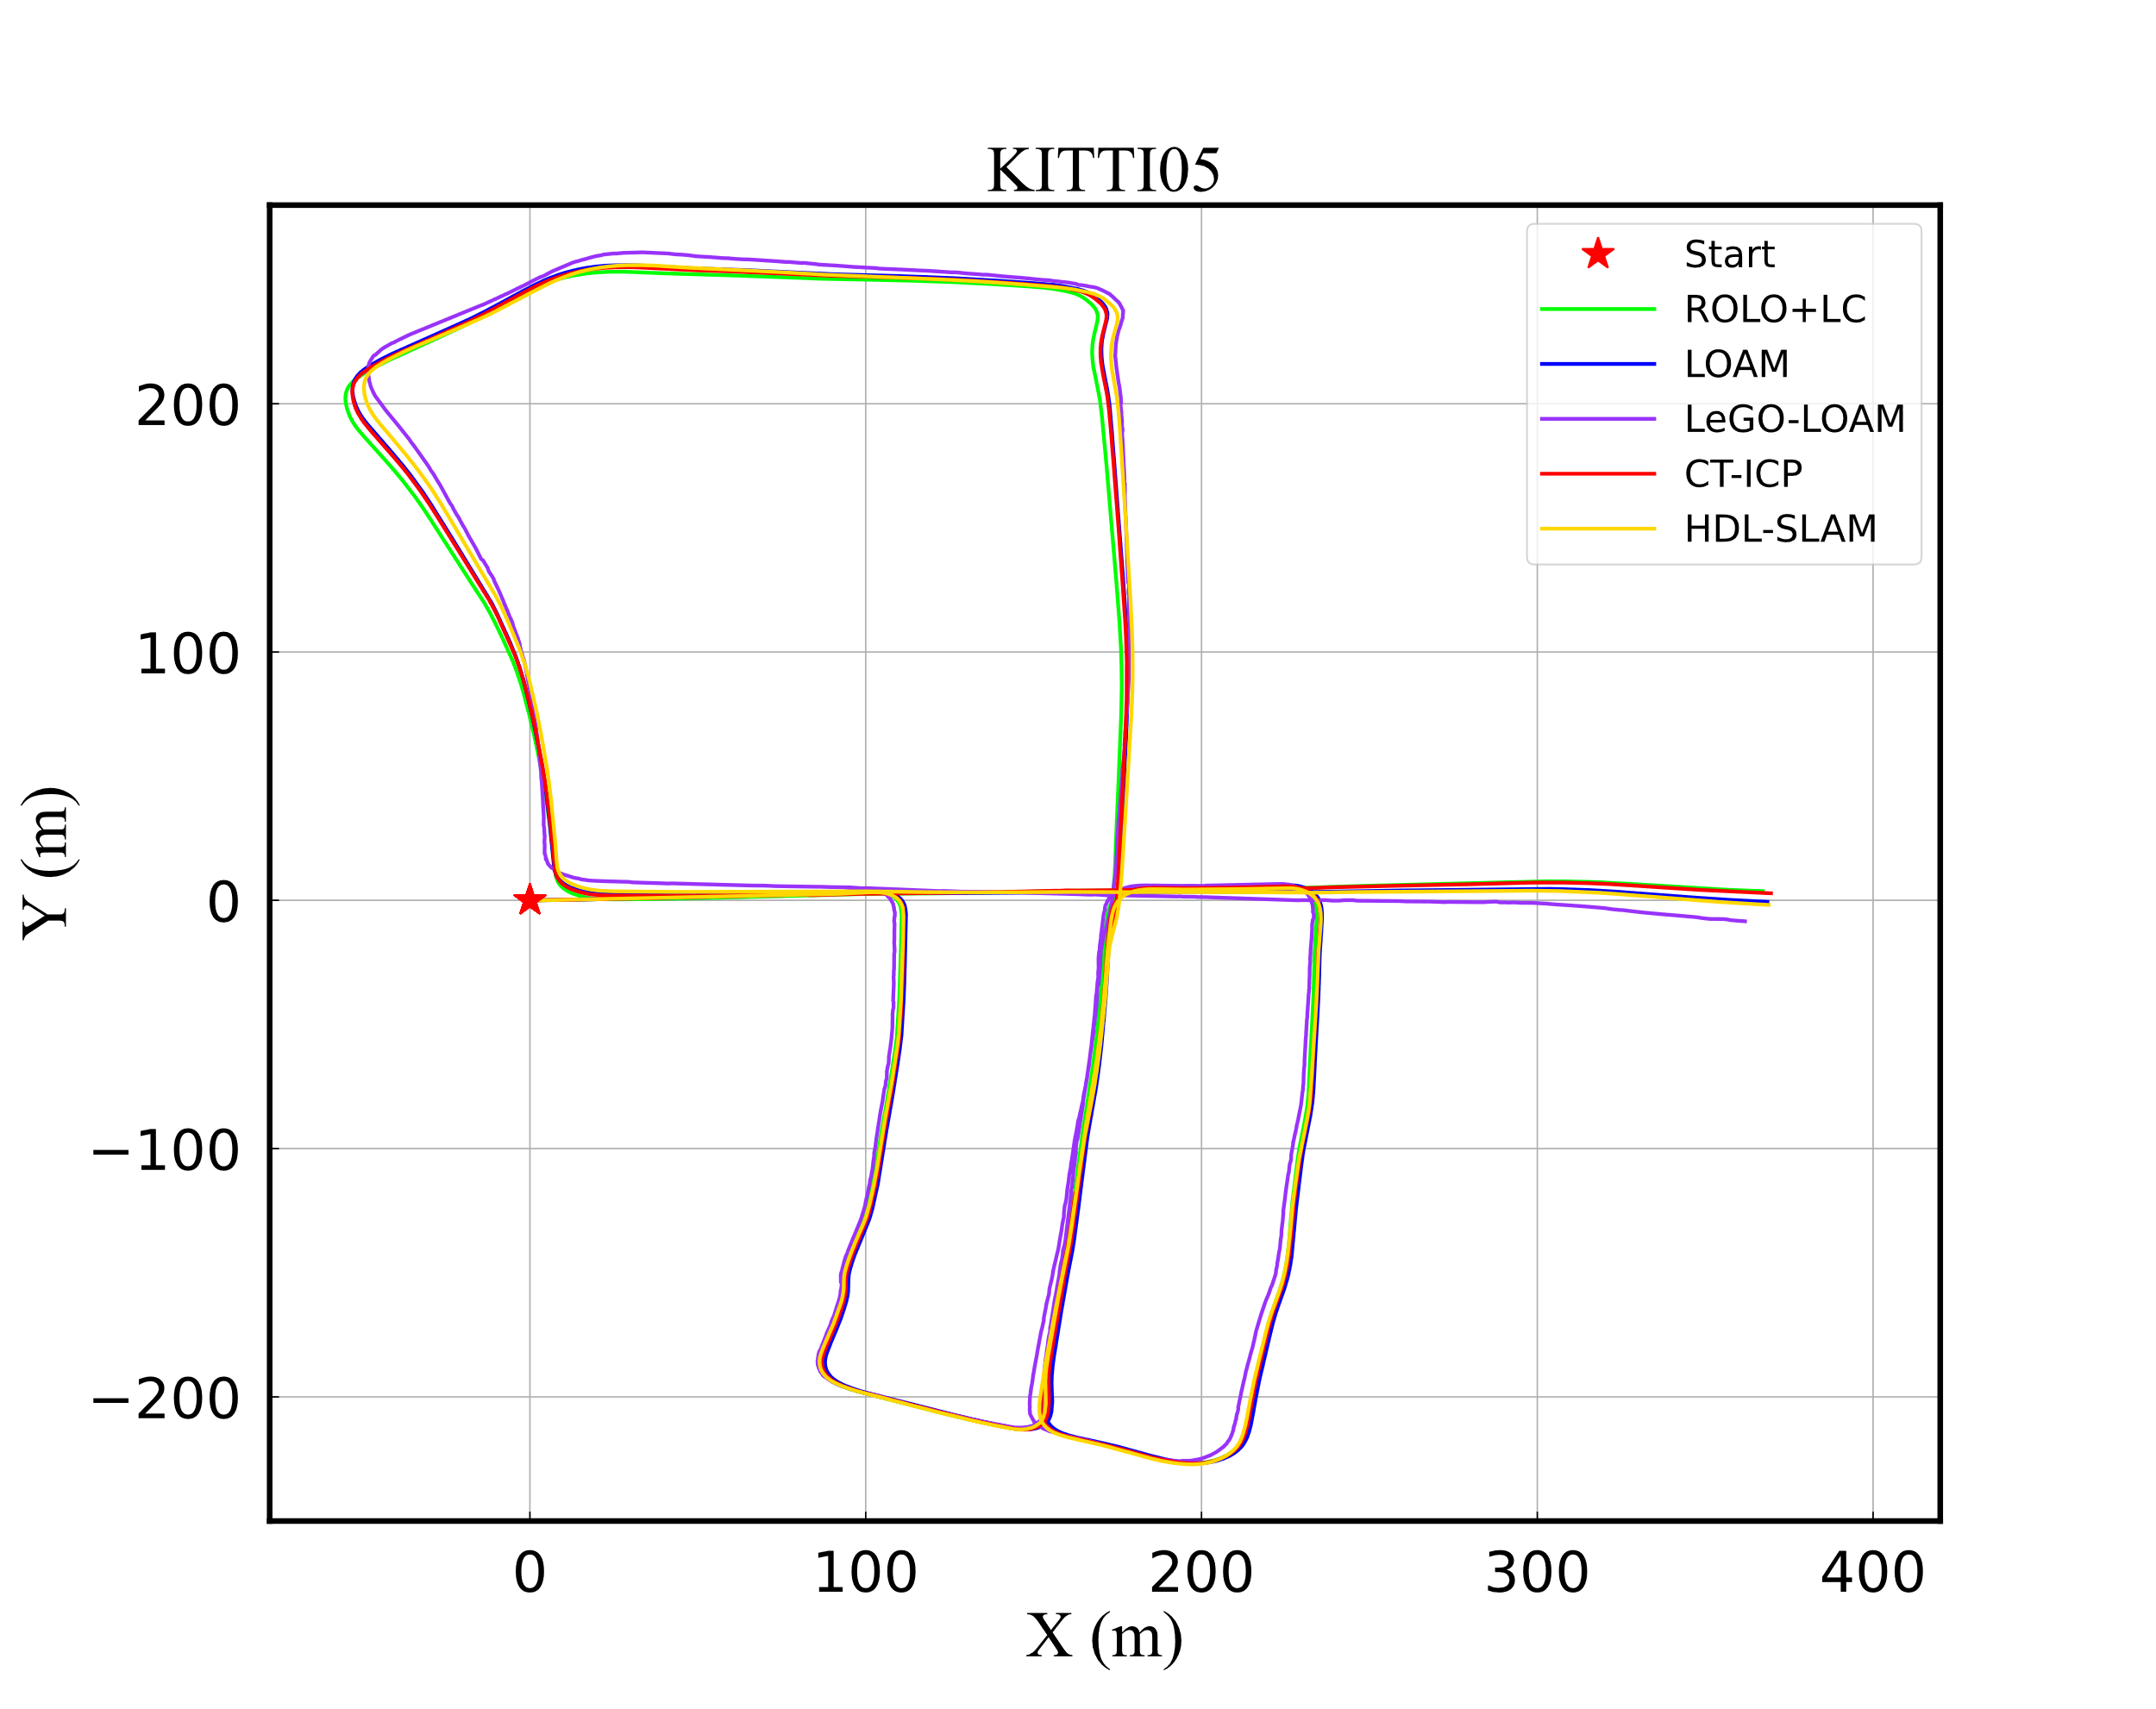 KITTI05
Start
ROLO+LC
LOAM
LeGO-LOAM
CT-ICP
HDL-SLAM
200
100
0
−100
−200
Y (m)
0 100 200 300 400
X (m)